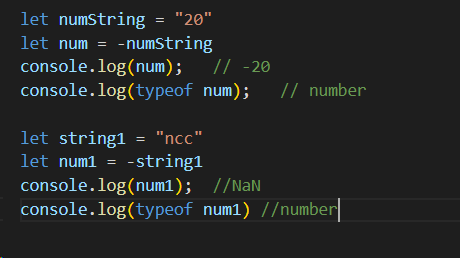 let numString = "20"
let num = -numString
console.log(num);   // -20
console.log(typeof num);   // number
let string1 = "ncc"
let num1 = -string1
console.log(num1);  //NaN
console.log(typeof num1) //number